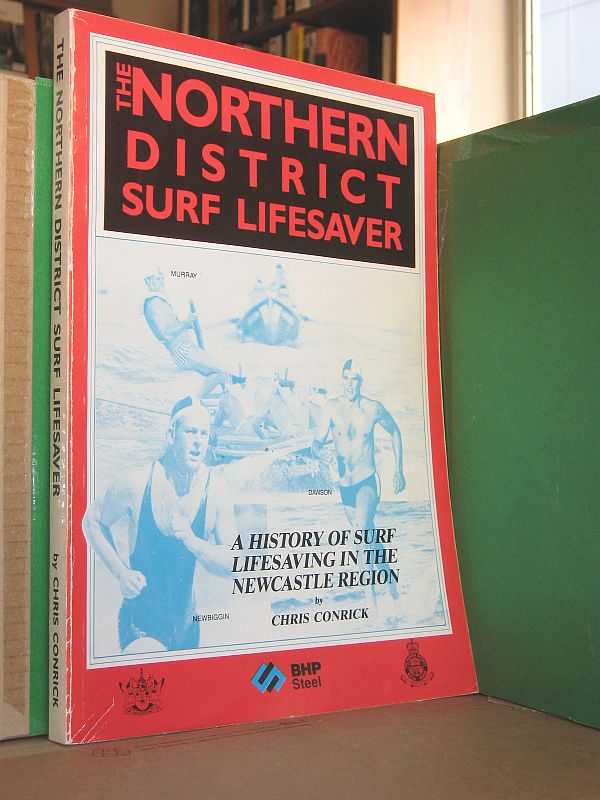 THE NORTHERN DISTRICT SURF LIFESAVER by CHRIS CONRICK
THE NORTHERN
DISTRICT
SURF LIFESAVER
MURRAY
DAWSON
NEWBIGGIN
A HISTORY OF SURF
LIFESAVING IN THE
NEWCASTLE REGION
by
CHRIS CONRICK
BHP
Steel